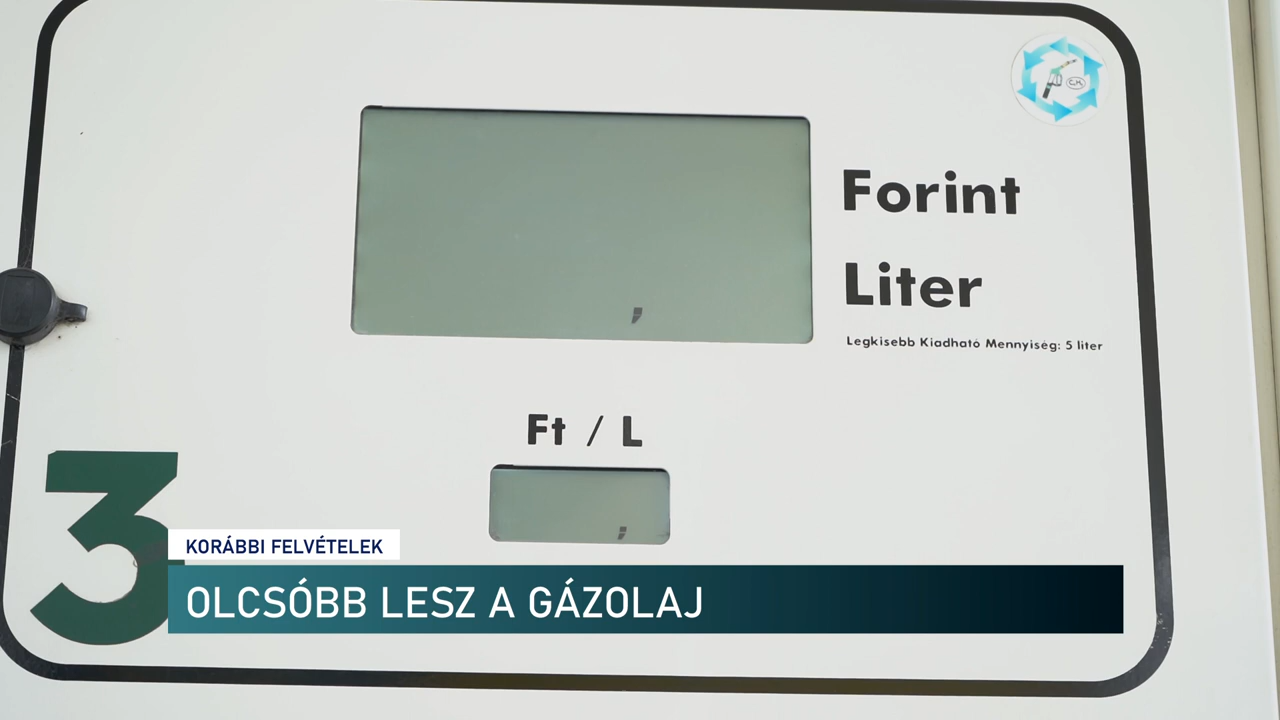 Forint
Liter
Legkisebb Kiadható Mennyiség: 5 liter
Ft / L
3
KORÁBBI FELVÉTELEK
OLCSÓBB LESZ A GÁZOLAJ